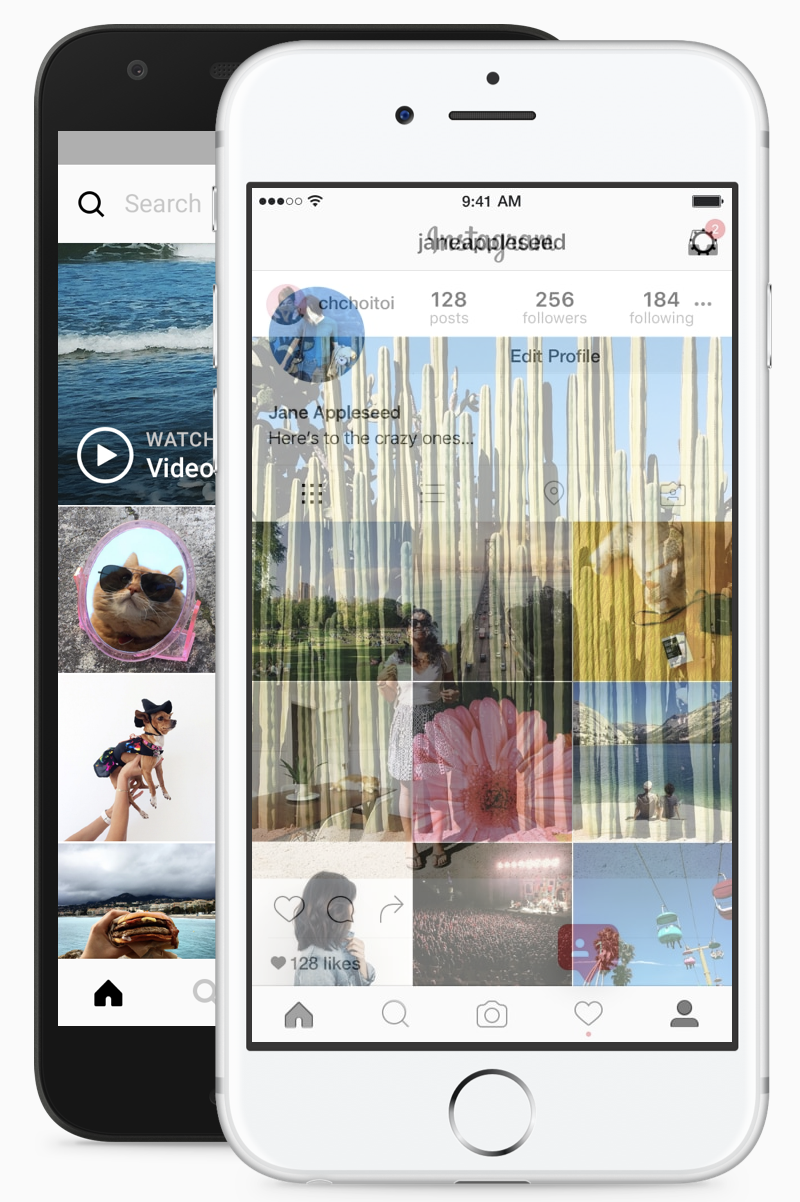 Search
WATCH
Video
9:41 AM
Instagram
janeappleseed
2
chchoitoi
128
posts
256
followers
184
following
Edit Profile
Jane Appleseed
Here's to the crazy ones...
128 likes